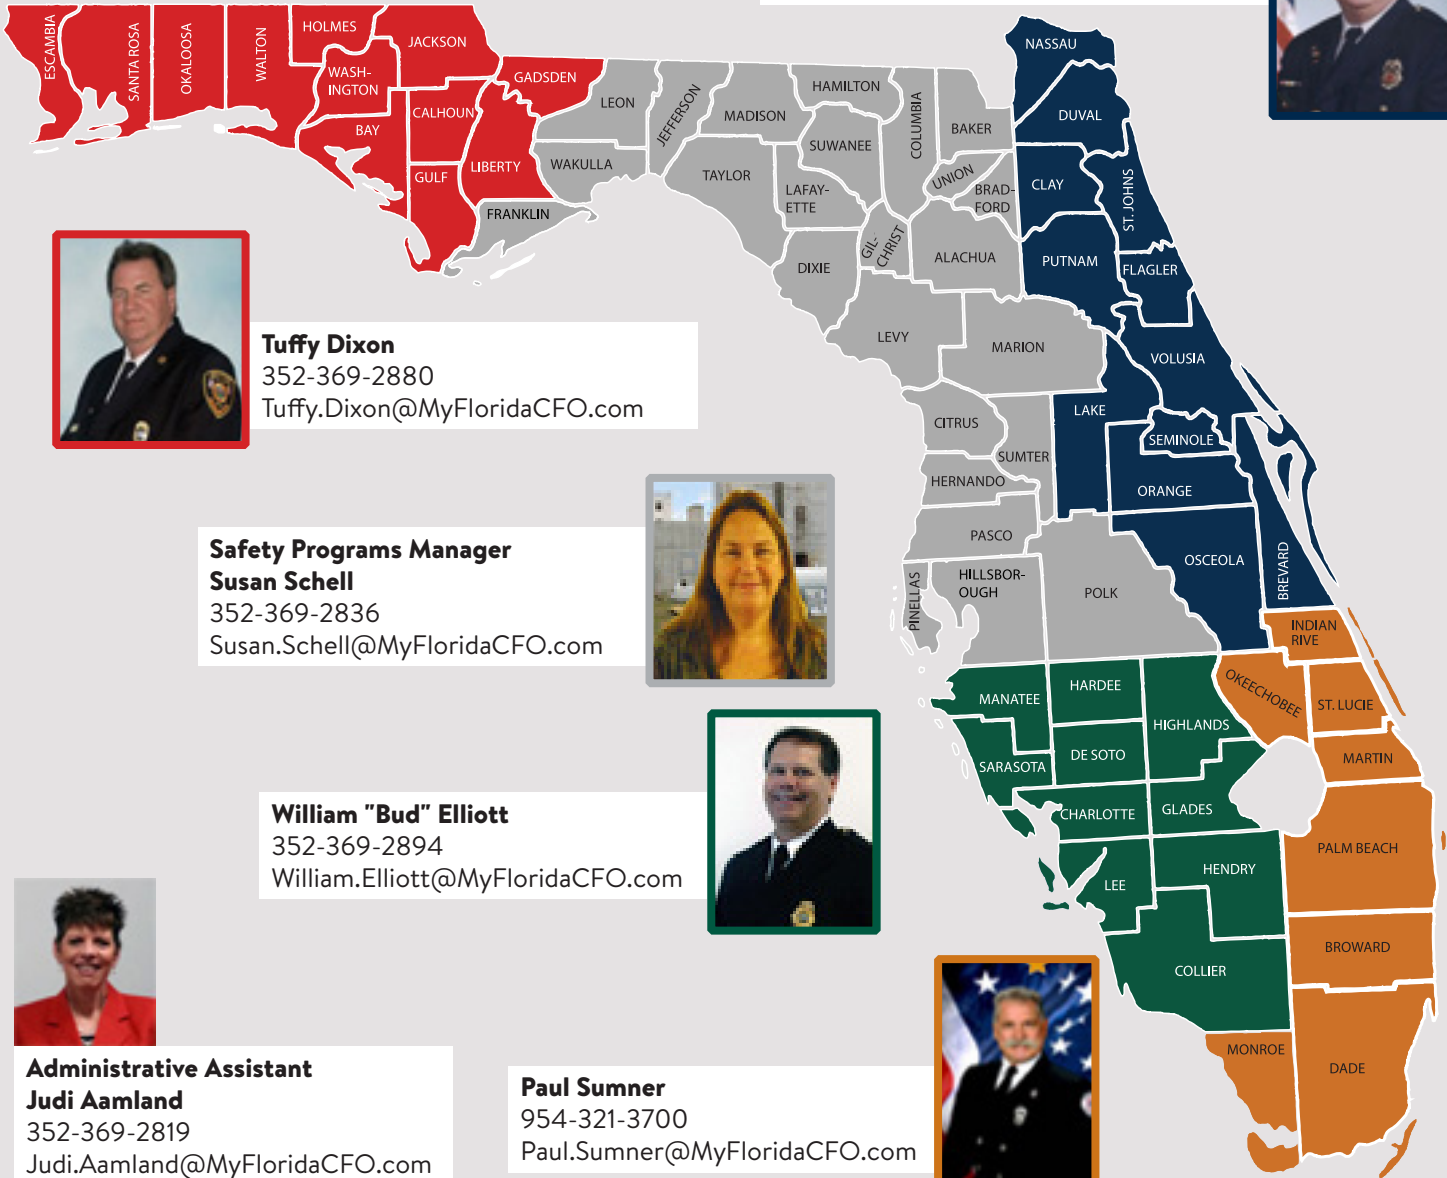 ESCAMBIA
SANTA ROSA
OKALOOSA
WALTON
HOLMES
WASH-
INGTON
JACKSON
BAY
CALHOUN
GULF
GADSDEN
LIBERTY
FRANKLIN
LEON
WAKULLA
JEFFERSON
MADISON
TAYLOR
HAMILTON
SUWANEE
LAFAY-
ETTE
DIXIE
COLUMBIA
GIL-
CHRIST
BAKER
UNION
BRAD-
FORD
ALACHUA
LEVY
MARION
NASSAU
DUVAL
CLAY
ST. JOHNS
PUTNAM
FLAGLER
VOLUSIA
LAKE
SEMINOLE
ORANGE
OSCEOLA
BREVARD
CITRUS
SUMTER
HERNANDO
PASCO
PINELLAS
HILLSBOR-
OUGH
POLK
INDIAN
RIVE
OKEECHOBEE
ST. LUCIE
MARTIN
PALM BEACH
BROWARD
DADE
MONROE
MANATEE
HARDEE
HIGHLANDS
SARASOTA
DE SOTO
CHARLOTTE
GLADES
LEE
HENDRY
COLLIER
Tuffy Dixon
352-369-2880
Tuffy.Dixon@MyFloridaCFO.com
Safety Programs Manager
Susan Schell
352-369-2836
Susan.Schell@MyFloridaCFO.com
William "Bud" Elliott
352-369-2894
William.Elliott@MyFloridaCFO.com
Administrative Assistant
Judi Aamland
352-369-2819
Judi.Aamland@MyFloridaCFO.com
Paul Sumner
954-321-3700
Paul.Sumner@MyFloridaCFO.com